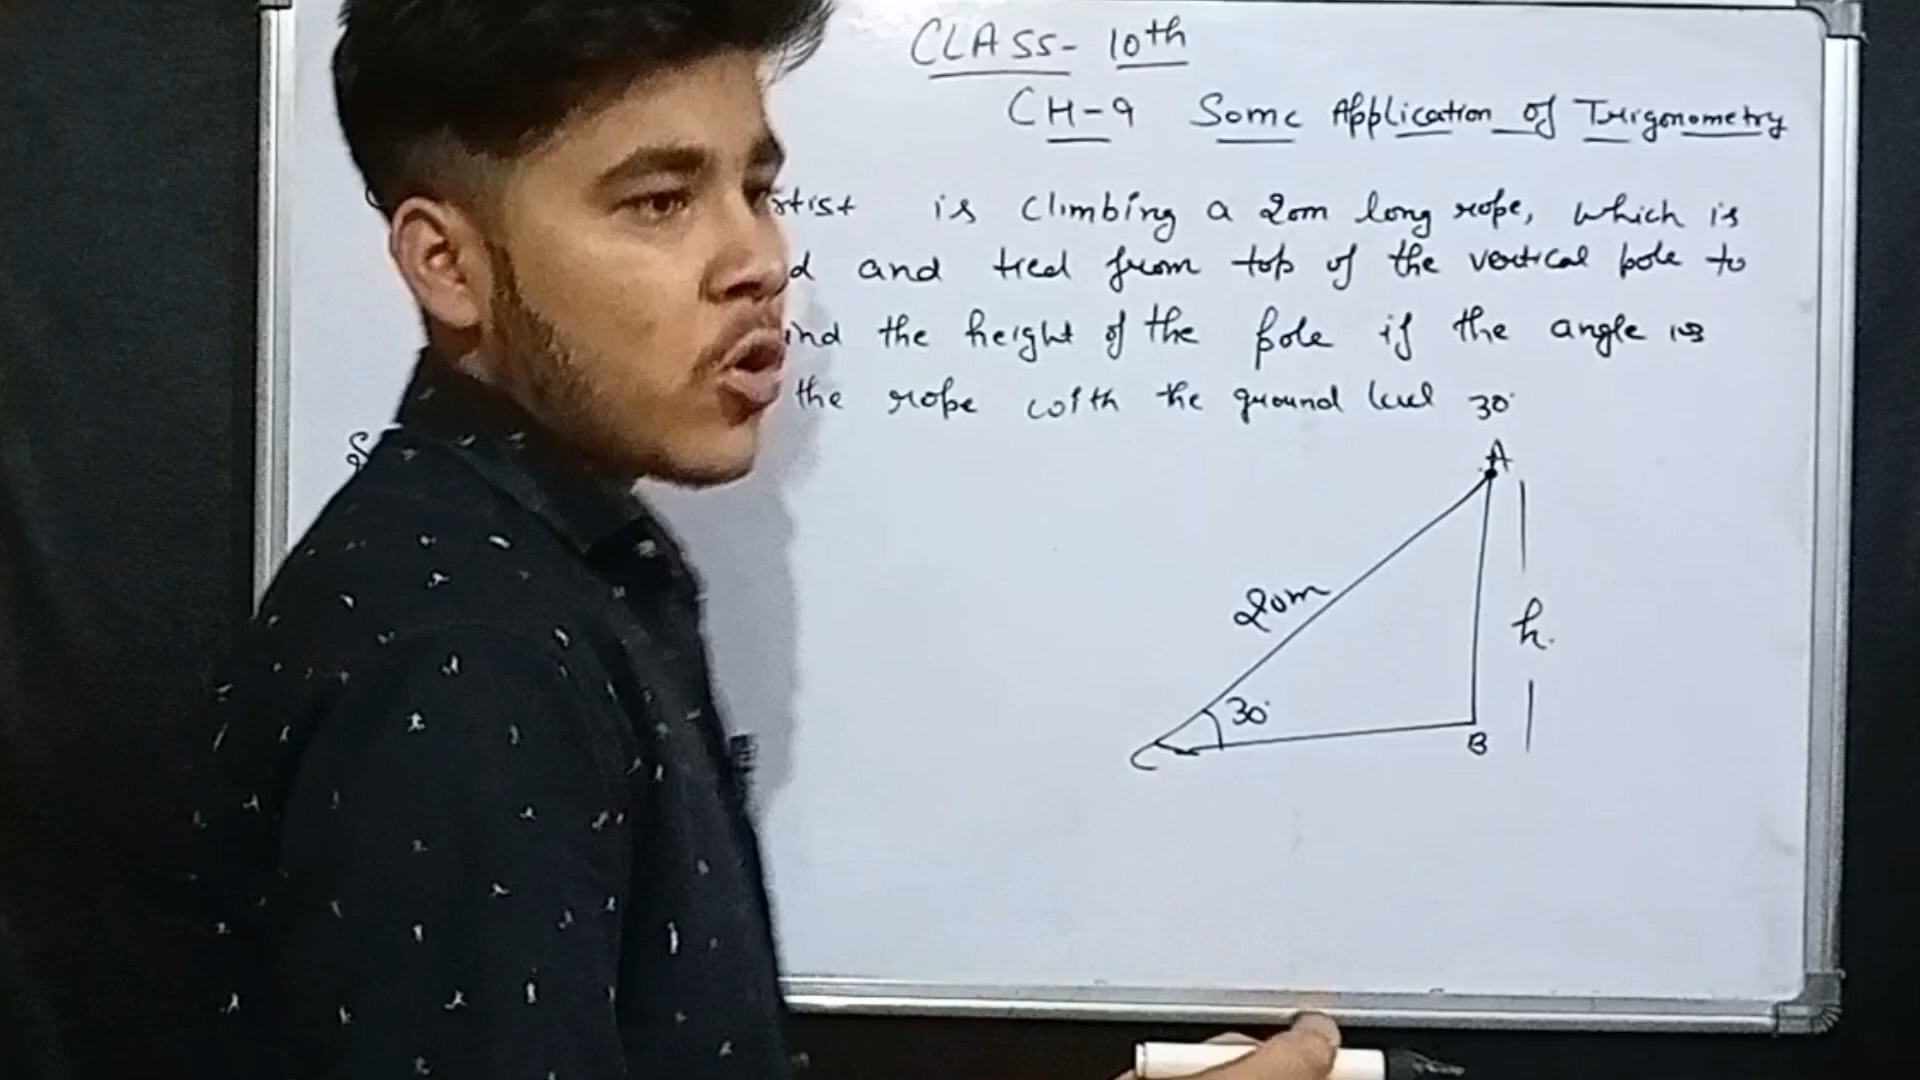 CLASS- 10th
CH-9 Some Application of Trigonometry
is climbing a 20m long rope, which is
and tied from top of the vertical pole to
the height of the pole if the angle is
the rope with the ground level 30°
A
20m
h.
30°
C
B